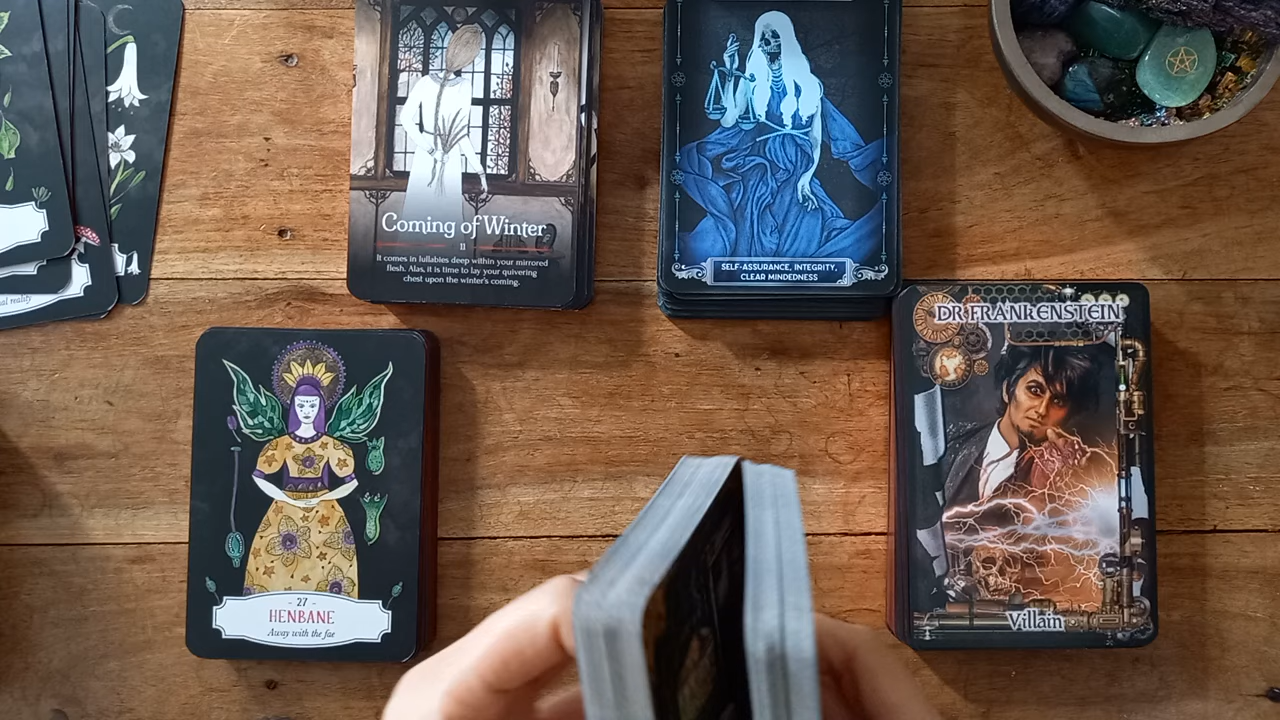 al reality
Coming of Winter
11
It comes in lullabies deep within your mirrored
flesh. Alas, it is time to lay your quivering
chest upon the winter's coming.
SELF-ASSURANCE, INTEGRITY,
CLEAR MINDEDNESS
- 27 -
HENBANE
Away with the fae
DR FRANKENSTEIN
Villain